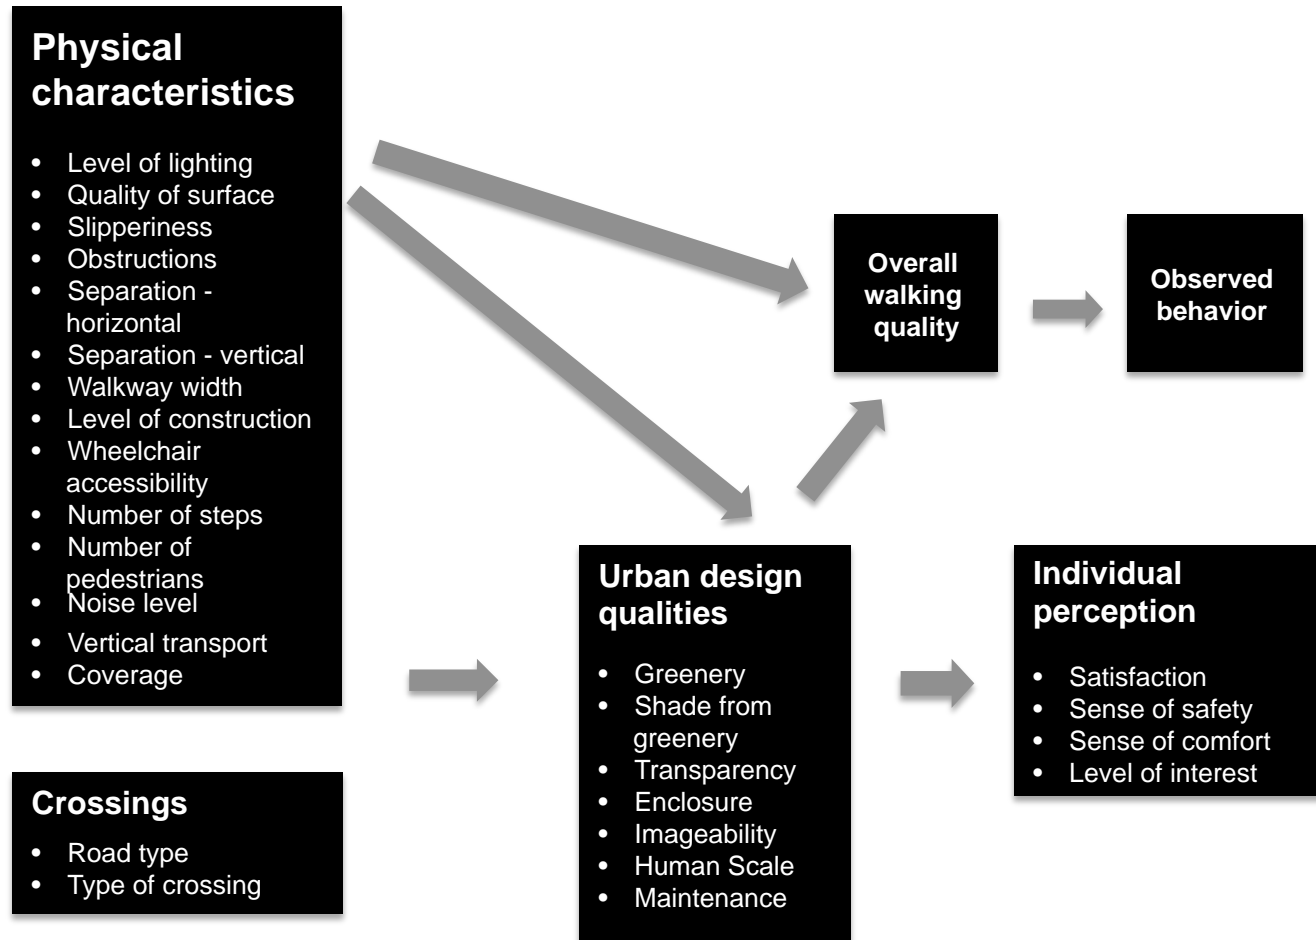 Physical
characteristics
• Level of lighting
• Quality of surface
• Slipperiness
• Obstructions
• Separation -
horizontal
• Separation - vertical
• Walkway width
• Level of construction
• Wheelchair
accessibility
• Number of steps
• Number of
pedestrians
• Noise level
• Vertical transport
• Coverage
Crossings
• Road type
• Type of crossing
Overall
walking
quality
Observed
behavior
Urban design
qualities
• Greenery
• Shade from
greenery
• Transparency
• Enclosure
• Imageability
• Human Scale
• Maintenance
Individual
perception
• Satisfaction
• Sense of safety
• Sense of comfort
• Level of interest